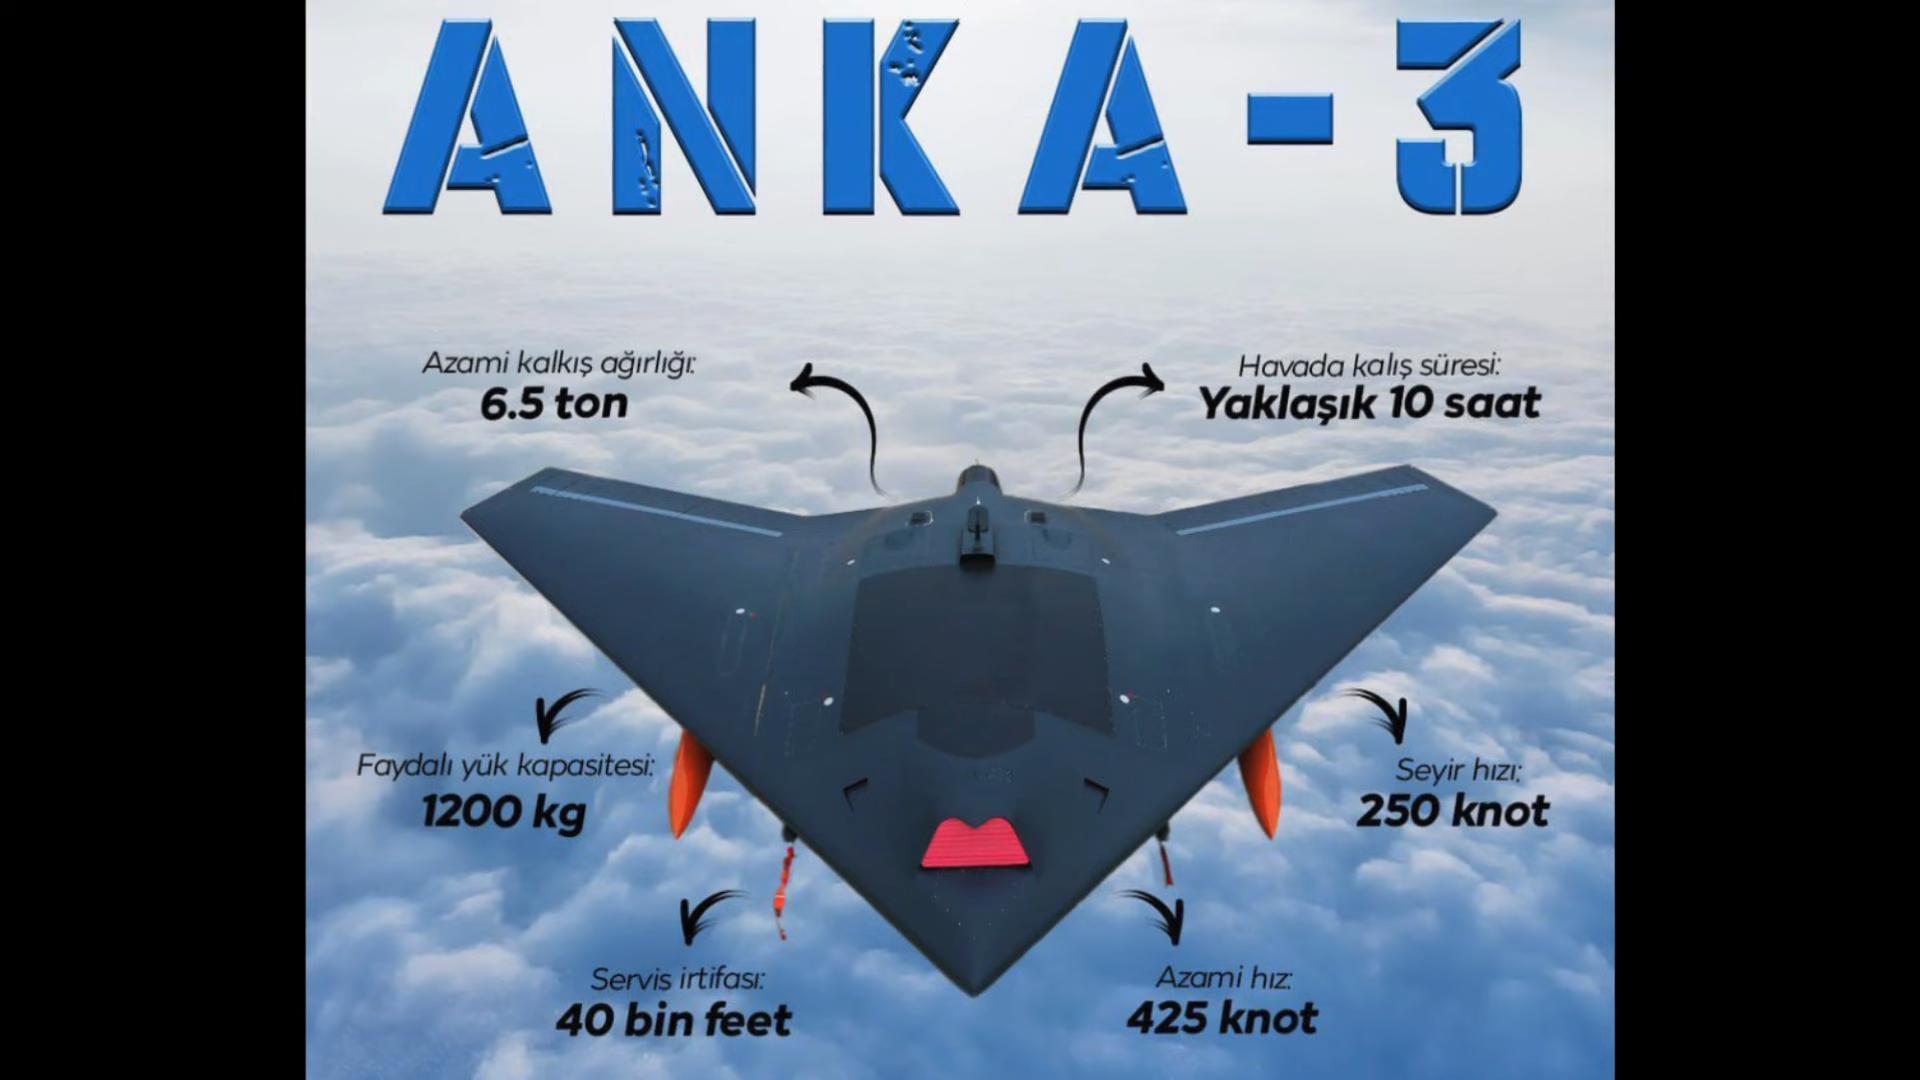 ANKA-3
Azami kalkış ağırlığı:
6.5 ton
Havada kalış süresi:
Yaklaşık 10 saat
Faydalı yük kapasitesi:
1200 kg
Seyir hızı:
250 knot
Servis irtifası:
40 bin feet
Azami hız:
425 knot